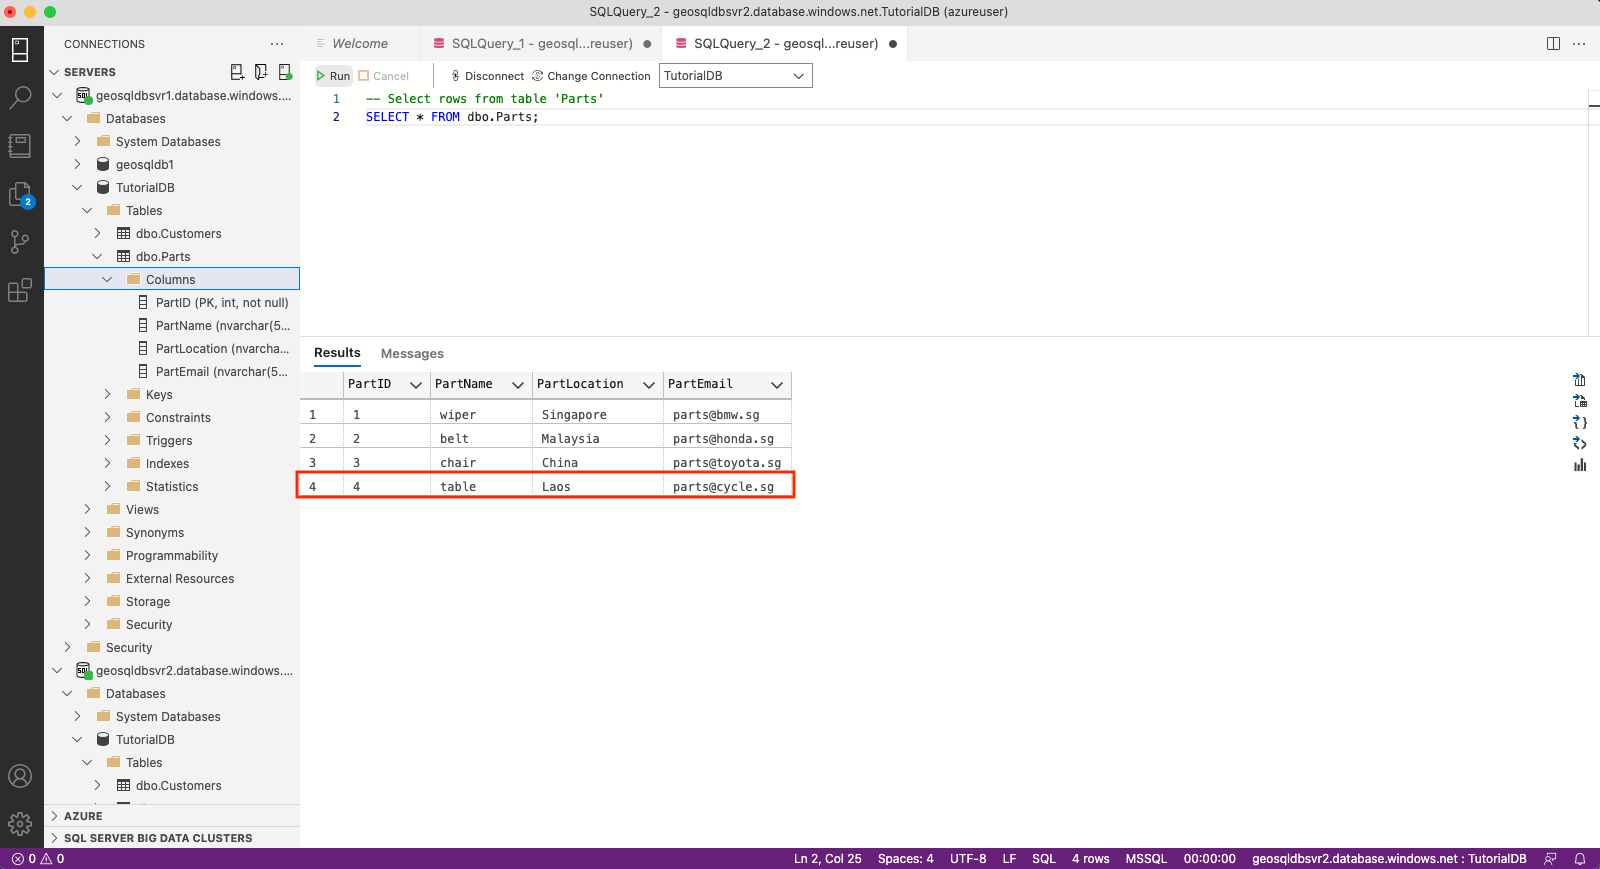 SQLQuery_2 - geosqldbsvr2.database.windows.net.TutorialDB (azureuser)
CONNECTIONS
SERVERS
geosqldbsvr1.database.windows....
Databases
System Databases
geosqldb1
TutorialDB
Tables
dbo.Customers
dbo.Parts
Columns
PartID (PK, int, not null)
PartName (nvarchar(5...
PartLocation (nvarcha...
PartEmail (nvarchar(5...
Keys
Constraints
Triggers
Indexes
Statistics
Views
Synonyms
Programmability
External Resources
Storage
Security
Security
geosqldbsvr2.database.windows....
Databases
System Databases
TutorialDB
Tables
dbo.Customers
AZURE
SQL SERVER BIG DATA CLUSTERS
2
Welcome
SQLQuery_1 - geosql...reuser)
SQLQuery_2 - geosql...reuser)
Run Cancel Disconnect Change Connection TutorialDB
1 -- Select rows from table 'Parts'
2 SELECT * FROM dbo.Parts;
Results Messages
PartID PartName PartLocation PartEmail
1 1 wiper Singapore parts@bmw.sg
2 2 belt Malaysia parts@honda.sg
3 3 chair China parts@toyota.sg
4 4 table Laos parts@cycle.sg
0 0 Ln 2, Col 25 Spaces: 4 UTF-8 LF SQL 4 rows MSSQL 00:00:00 geosqldbsvr2.database.windows.net : TutorialDB